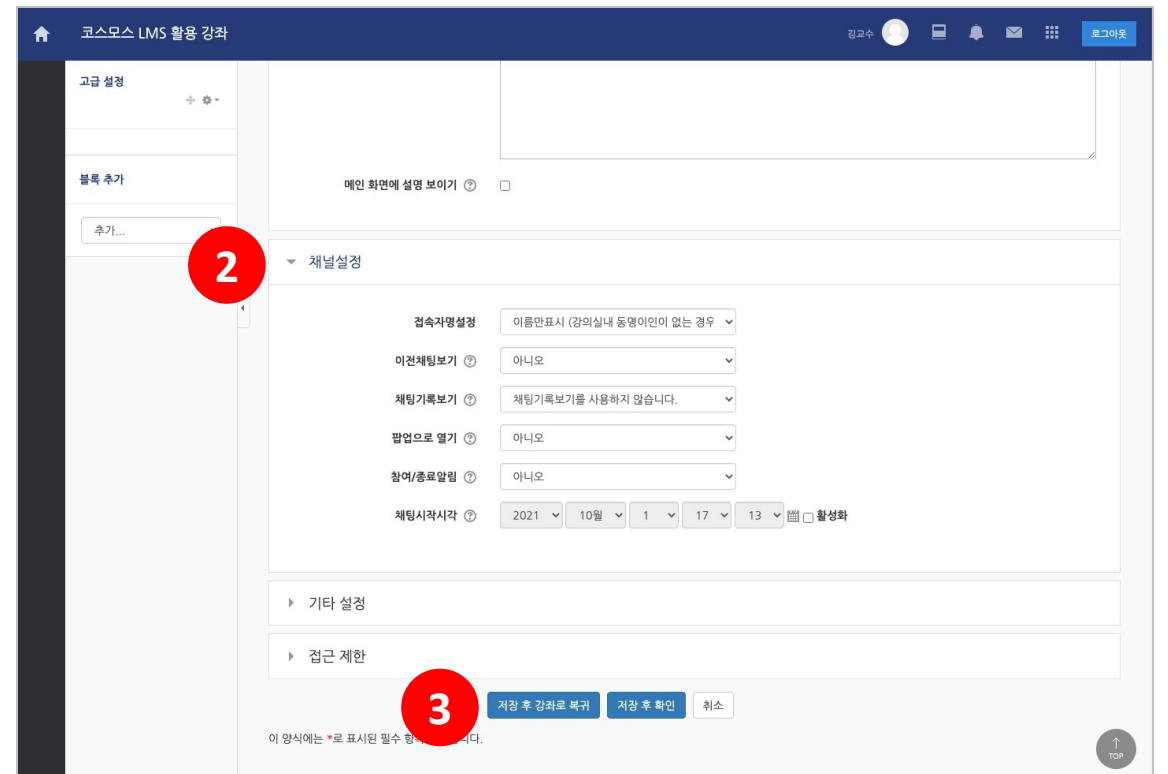 코스모스 LMS 활용 강좌
김교수
로그아웃
고급 설정
블록 추가
추가...
메인 화면에 설명 보이기
2
채널설정
접속자명설정 이름만표시 (강의실내 동명이인이 없는 경우
이전채팅보기 아니오
채팅기록보기 채팅기록보기를 사용하지 않습니다.
팝업으로 열기 아니오
참여/종료알림 아니오
채팅시작시각 2021 10월 1 17 13 활성화
기타 설정
접근 제한
3
저장 후 강좌로 복귀 저장 후 확인 취소
이 양식에는 *로 표시된 필수
TOP